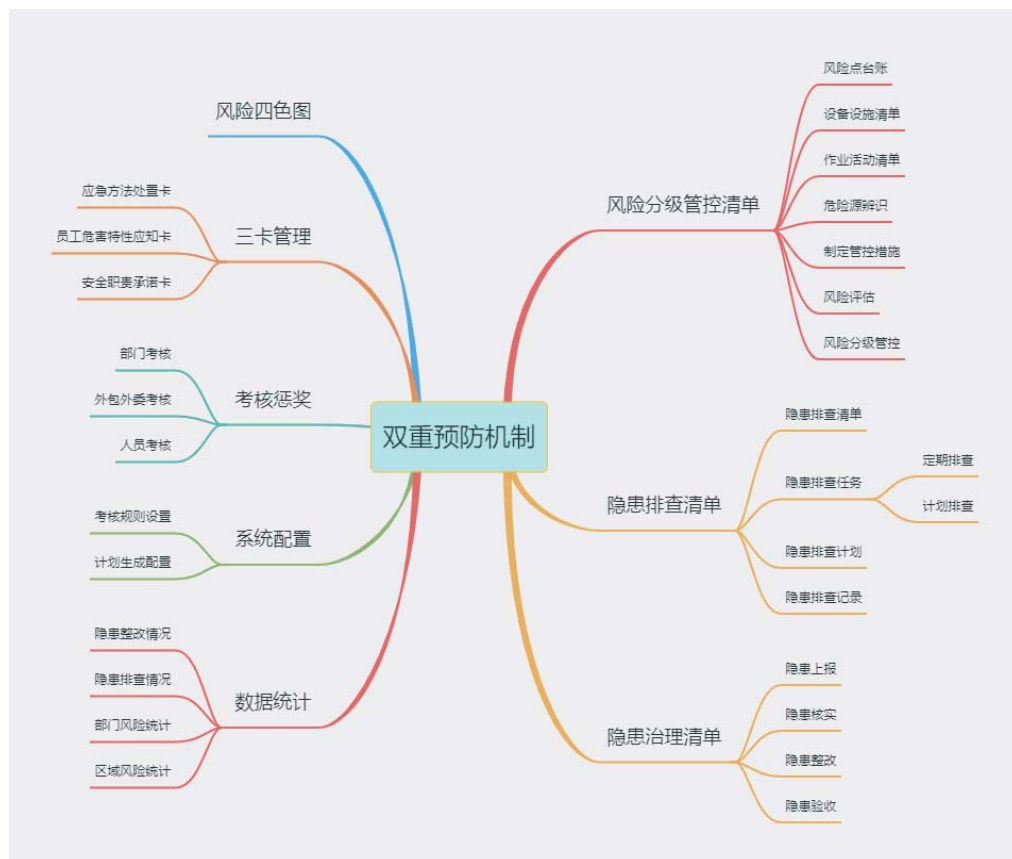 双重预防机制
风险四色图
三卡管理
应急方法处置卡
员工危害特性应知卡
安全职责承诺卡
考核惩奖
部门考核
外包外委考核
人员考核
系统配置
考核规则设置
计划生成配置
数据统计
隐患整改情况
隐患排查情况
部门风险统计
区域风险统计
风险分级管控清单
风险点台账
设备设施清单
作业活动清单
危险源辨识
制定管控措施
风险评估
风险分级管控
隐患排查清单
隐患排查清单
隐患排查任务
定期排查
计划排查
隐患排查计划
隐患排查记录
隐患治理清单
隐患上报
隐患核实
隐患整改
隐患验收